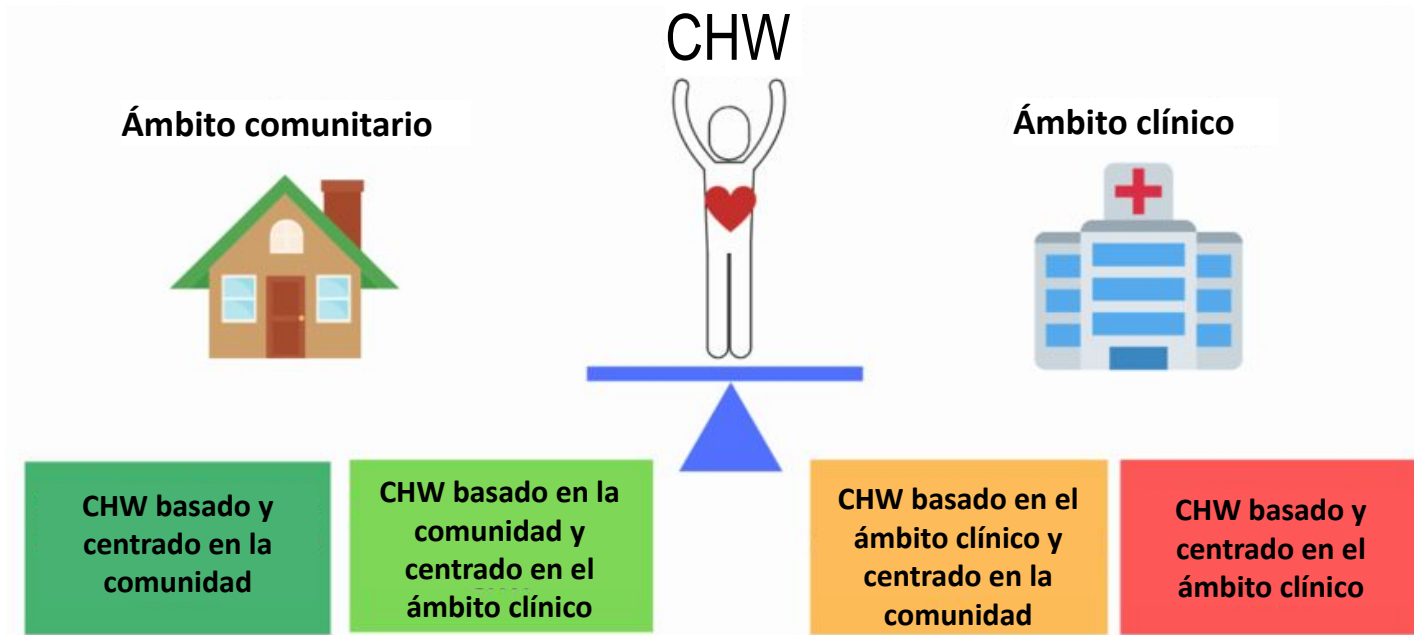 CHW
Ámbito comunitario
Ámbito clínico
CHW basado y
centrado en la
comunidad
CHW basado en la
comunidad y
centrado en el
ámbito clínico
CHW basado en el
ámbito clínico y
centrado en la
comunidad
CHW basado y
centrado en el
ámbito clínico